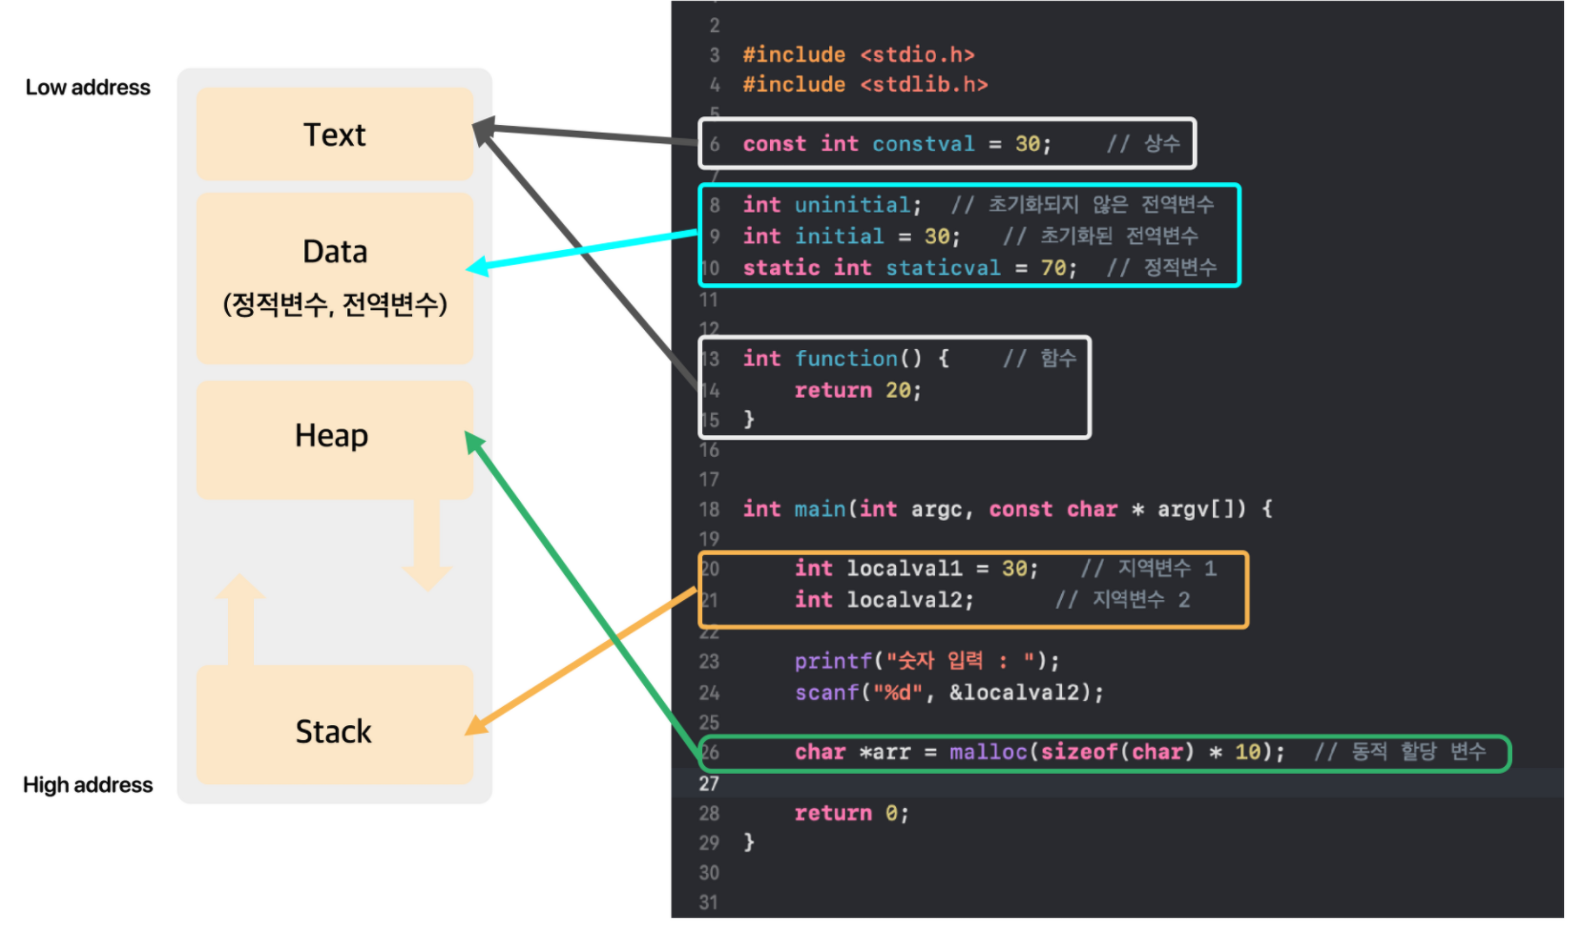 Low address
Text
Data
(정적변수, 전역변수)
Heap
Stack
High address
2
3 #include <stdio.h>
4 #include <stdlib.h>
5
6 const int constval = 30; // 상수
7
8 int uninitial; // 초기화되지 않은 전역변수
9 int initial = 30; // 초기화된 전역변수
10 static int staticval = 70; // 정적변수
11
12
13 int function() { // 함수
14 return 20;
15 }
16
17
18 int main(int argc, const char * argv[]) {
19
20 int localval1 = 30; // 지역변수 1
21 int localval2; // 지역변수 2
22
23 printf("숫자 입력 : ");
24 scanf("%d", &localval2);
25
26 char *arr = malloc(sizeof(char) * 10); // 동적 할당 변수
27
28 return 0;
29 }
30
31